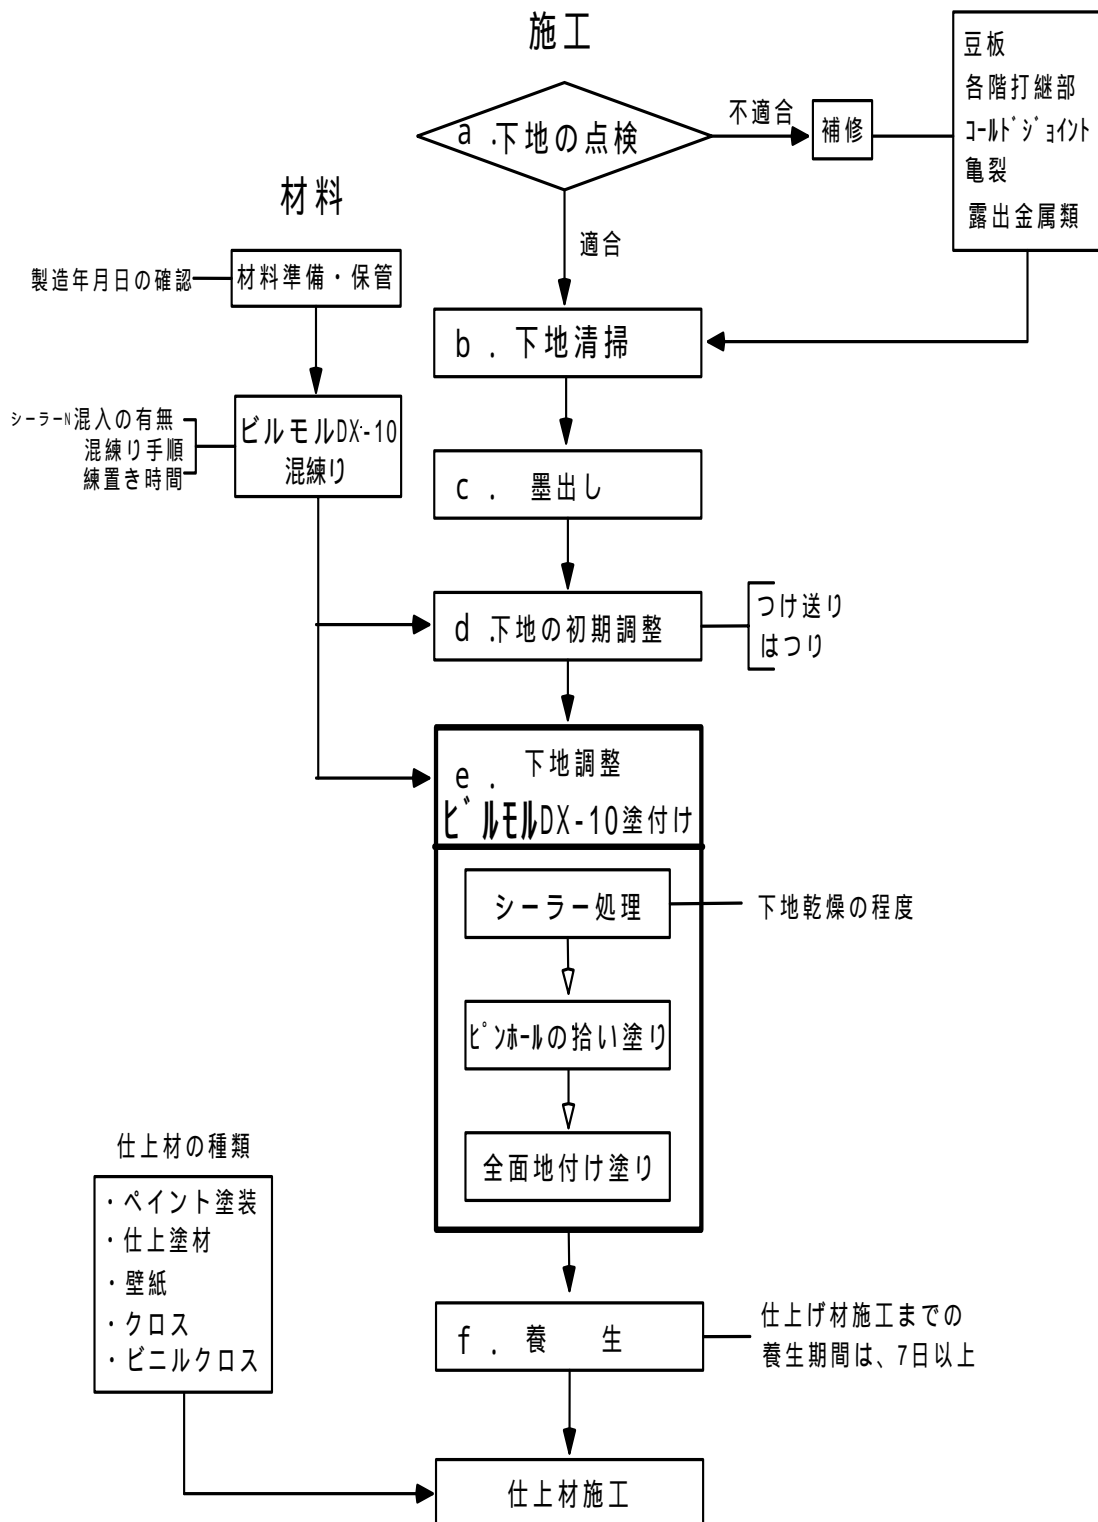 施工
a.下地の点検
不適合
補修
豆板
各階打継部
ｺｰﾙﾄﾞｼﾞｮｲﾝﾄ
亀裂
露出金属類
適合
材料
製造年月日の確認
材料準備・保管
b. 下地清掃
シーラーN混入の有無
混練り手順
練置き時間
ビルモルDX-10
混練り
c. 墨出し
d.下地の初期調整
つけ送り
はつり
e. 下地調整
ﾋﾞﾙﾓﾙDX-10塗付け
シーラー処理
下地乾燥の程度
ﾋﾟﾝﾎｰﾙの拾い塗り
全面地付け塗り
仕上材の種類
・ペイント塗装
・仕上塗材
・壁紙
・クロス
・ビニルクロス
f. 養 生
仕上げ材施工までの
養生期間は、7日以上
仕上材施工